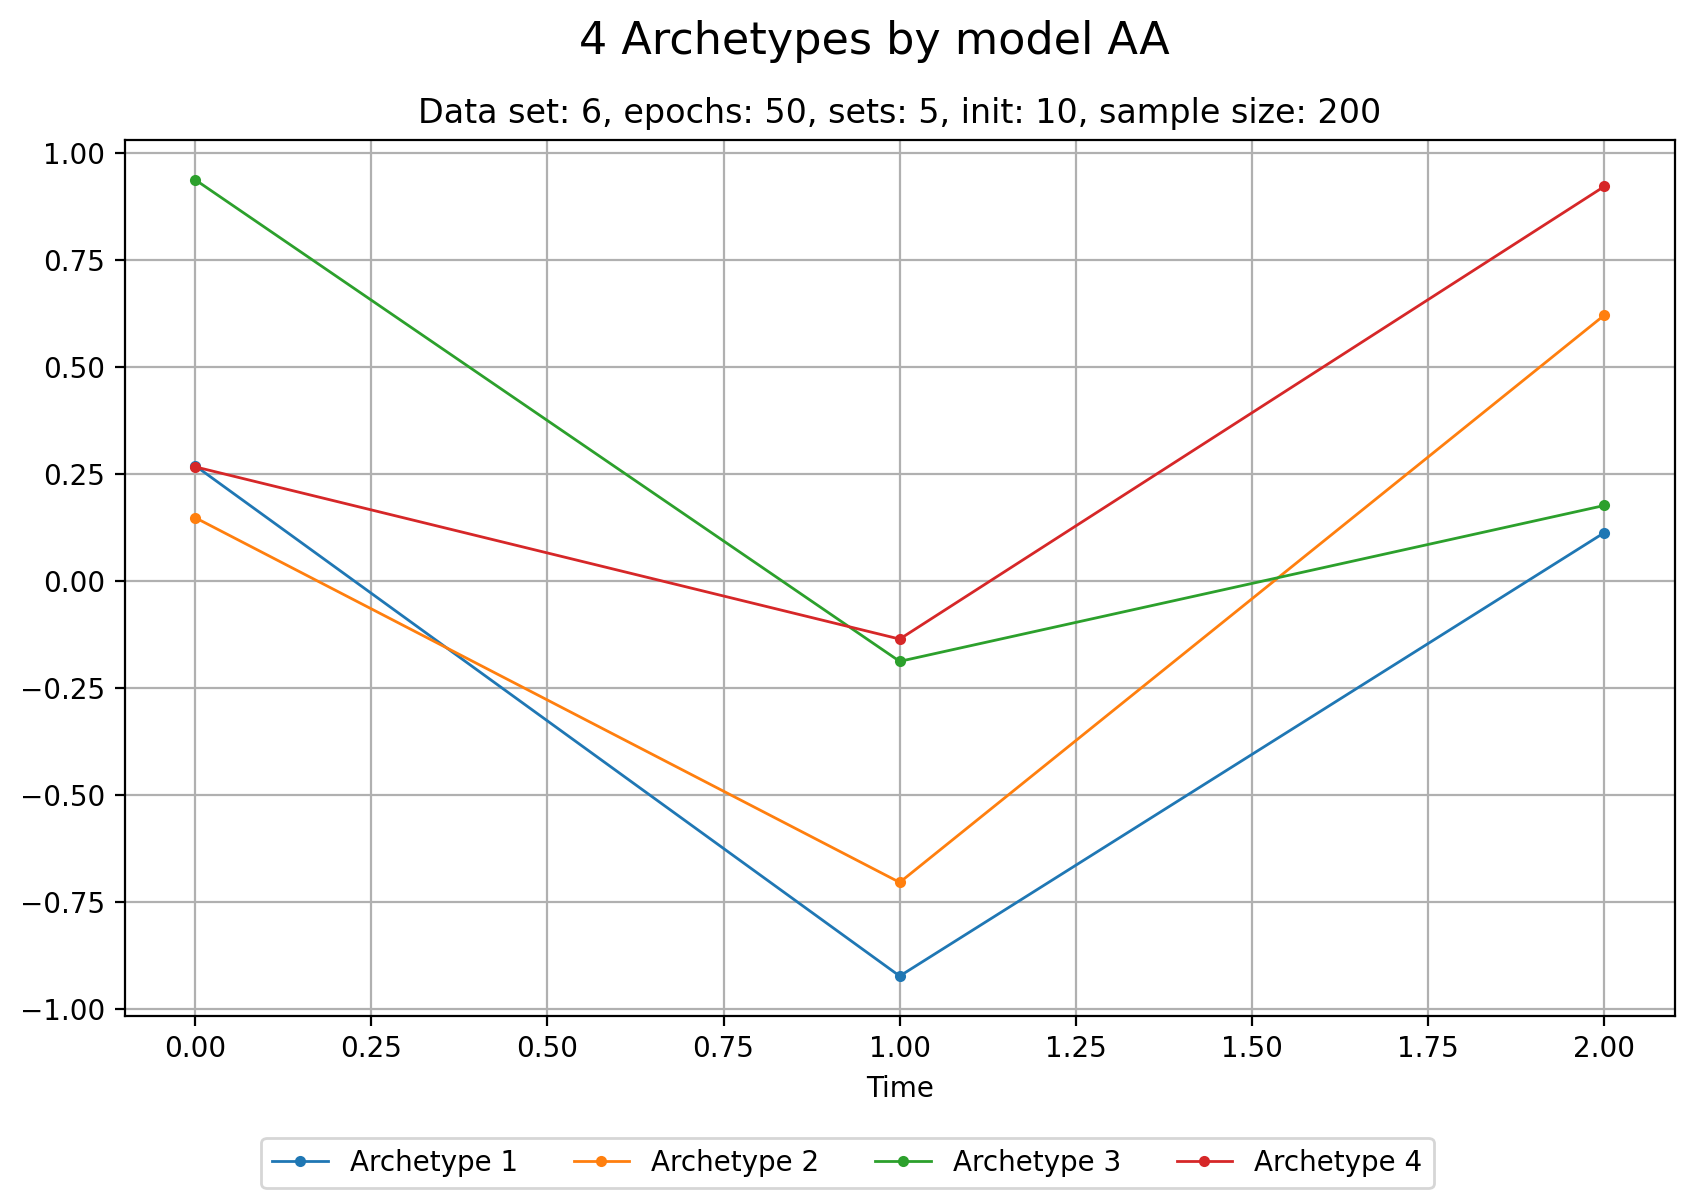 4 Archetypes by model AA
Data set: 6, epochs: 50, sets: 5, init: 10, sample size: 200
1.00
0.75
0.50
0.25
0.00
−0.25
−0.50
−0.75
−1.00
0.00 0.25 0.50 0.75 1.00 1.25 1.50 1.75 2.00
Time
Archetype 1 Archetype 2 Archetype 3 Archetype 4